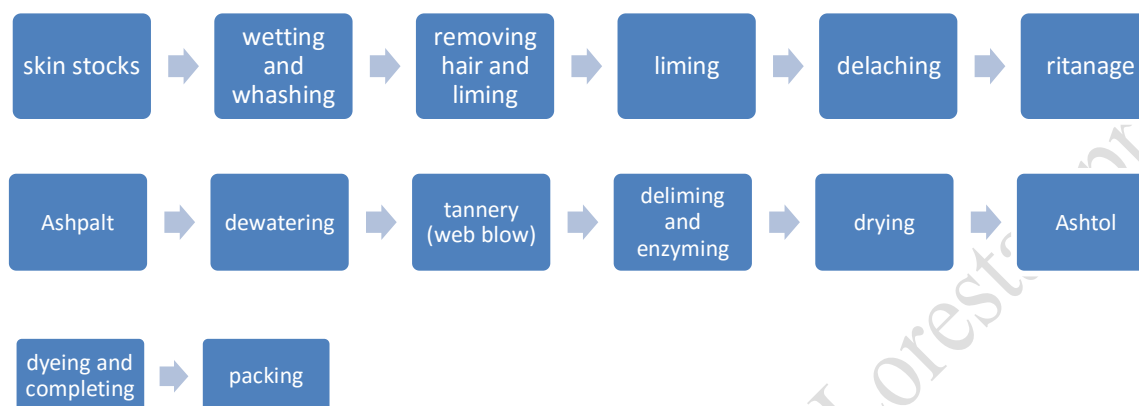 skin stocks
wetting
and
whashing
removing
hair and
liming
liming
delaching
ritanage
Ashpalt
dewatering
tannery
(web blow)
deliming
and
enzyming
drying
Ashtol
dyeing and
completing
packing